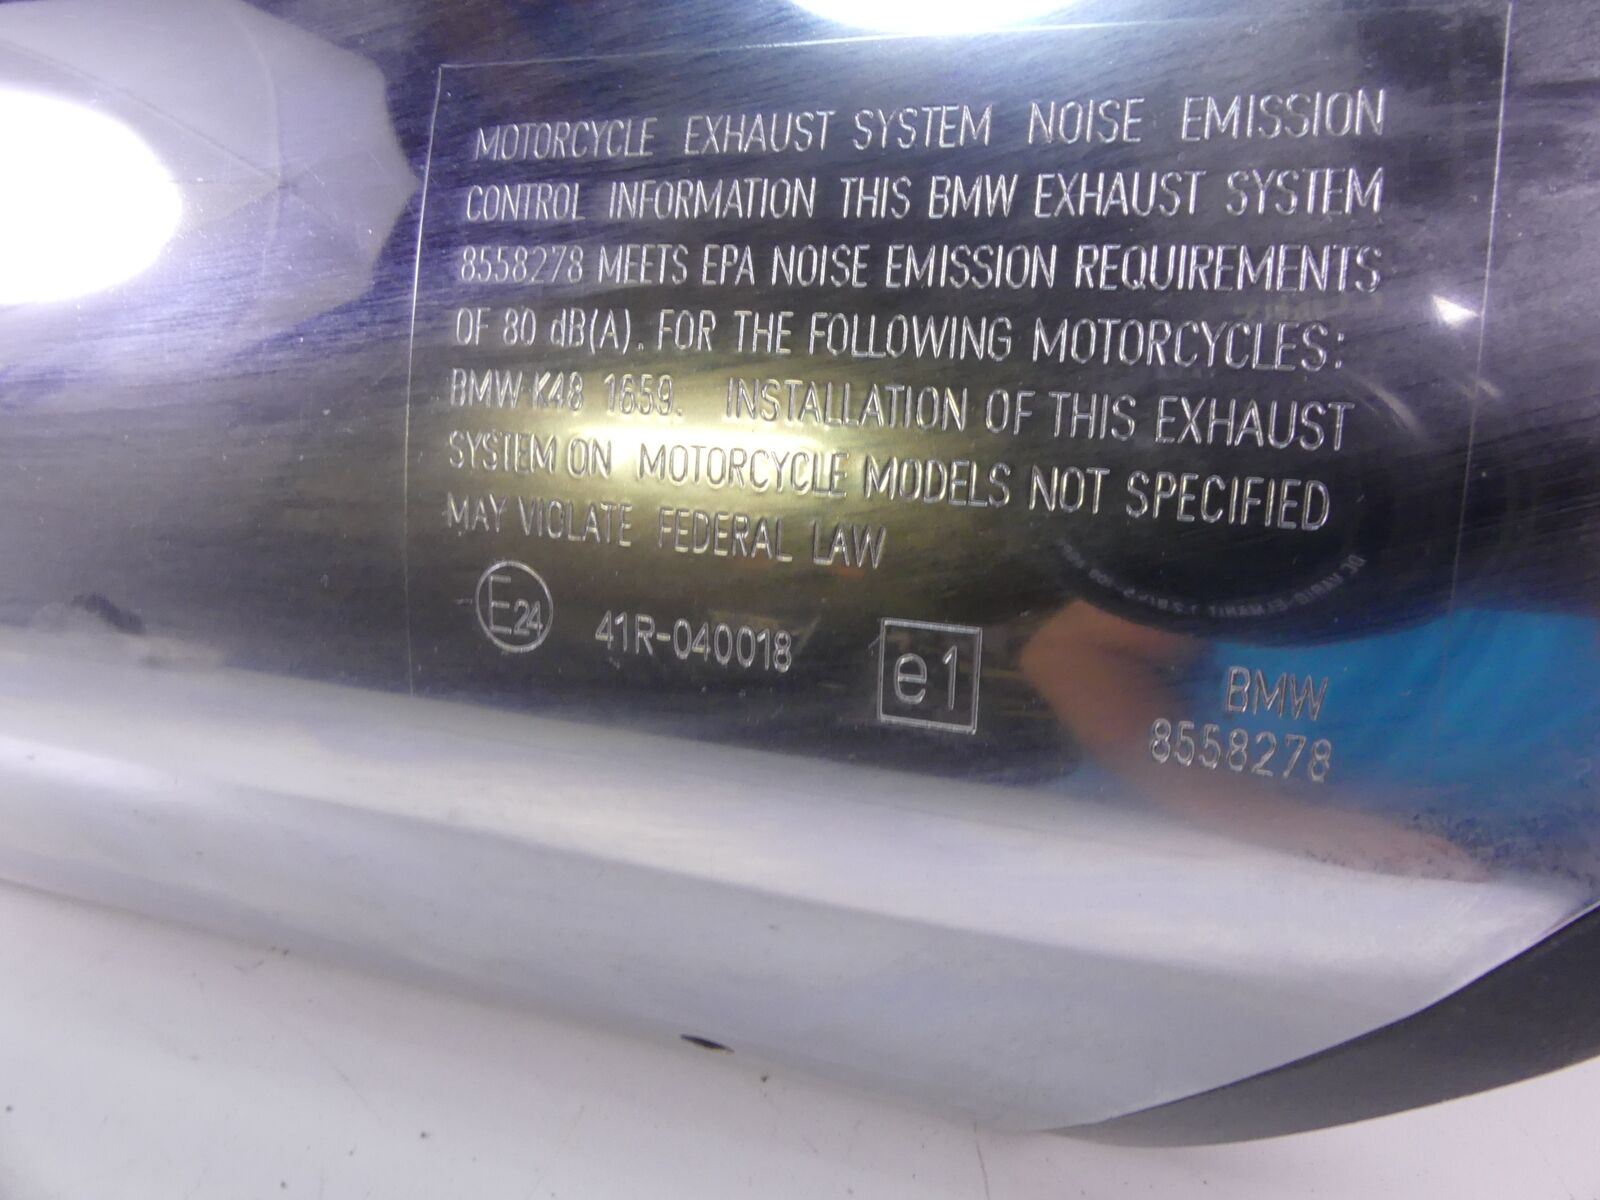 MOTORCYCLE EXHAUST SYSTEM NOISE EMISSION
CONTROL INFORMATION THIS BMW EXHAUST SYSTEM
8558278 MEETS EPA NOISE EMISSION REQUIREMENTS
OF 80 dB(A). FOR THE FOLLOWING MOTORCYCLES:
BMW-K48 1659. INSTALLATION OF THIS EXHAUST
SYSTEM ON MOTORCYCLE MODELS NOT SPECIFIED
MAY VIOLATE FEDERAL LAW
E24 41R-040018 e1 BMW
8558278